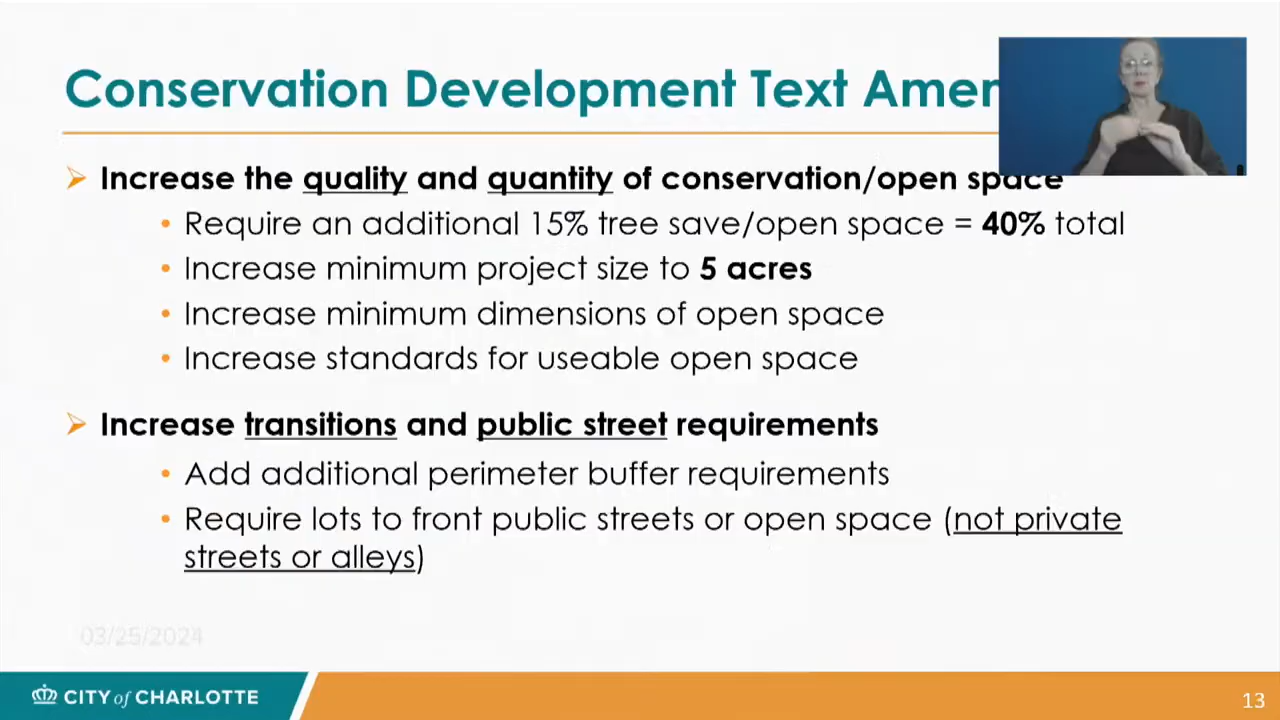 Conservation Development Text Amen
➢ Increase the quality and quantity of conservation/open space
• Require an additional 15% tree save/open space = 40% total
• Increase minimum project size to 5 acres
• Increase minimum dimensions of open space
• Increase standards for useable open space
➢ Increase transitions and public street requirements
• Add additional perimeter buffer requirements
• Require lots to front public streets or open space (not private
streets or alleys)
03/25/2024
CITY of CHARLOTTE
13